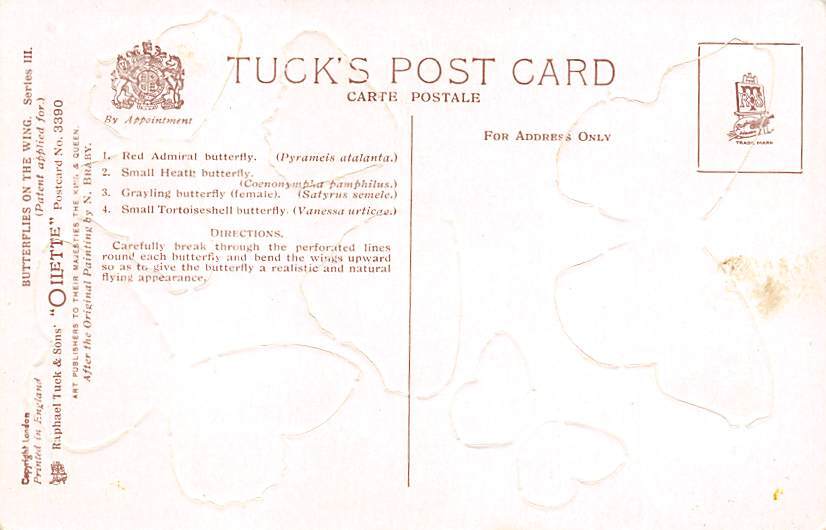 TUCK'S POST CARD
CARTE POSTALE
By Appointment
FOR ADDRESS ONLY
TRADE MARK
1. Red Admiral butterfly. (Pyrameis atalanta.)
2. Small Heath butterfly.
(Coenonympha pamphilus.)
3. Grayling butterfly (female). (Satyrus semele.)
4. Small Tortoiseshell butterfly. (Vanessa urticae.)
DIRECTIONS.
Carefully break through the perforated lines
round each butterfly and bend the wings upward
so as to give the butterfly a realistic and natural
flying appearance.
BUTTERFLIES ON THE WING. Series III.
(Patent applied for.)
Raphael Tuck & Sons' "OILETTE" Postcard No. 3390
ART PUBLISHERS TO THEIR MAJESTIES THE KING & QUEEN.
After the Original Painting by N. BRABY.
Copyright London
Printed in England